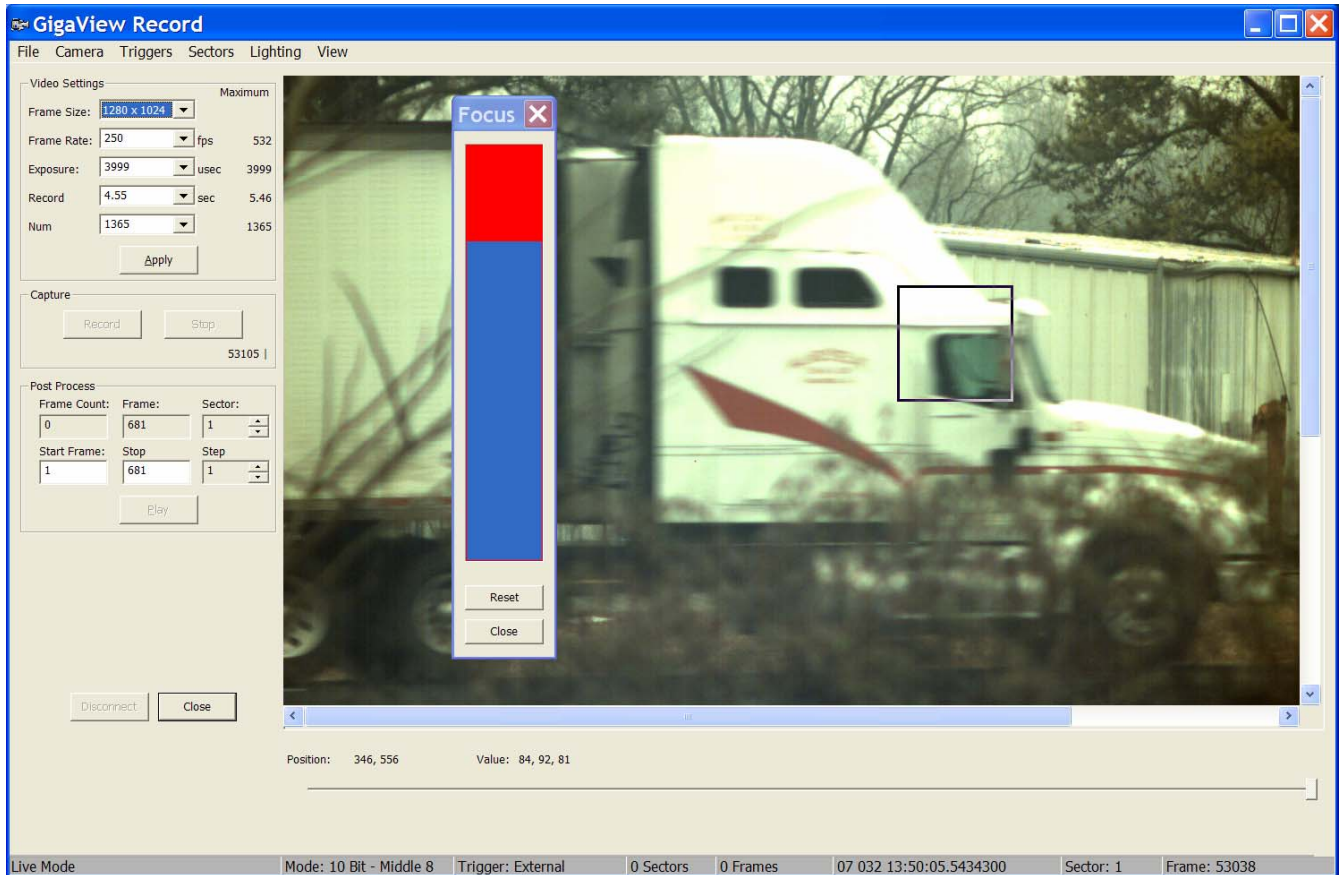 GigaView Record
File Camera Triggers Sectors Lighting View
Video Settings
Maximum
Frame Size: 1280 x 1024
Frame Rate: 250 fps 532
Exposure: 3999 usec 3999
Record 4.55 sec 5.46
Num 1365 1365
Apply
Capture
Record Stop
53105 |
Post Process
Frame Count: Frame: Sector:
0 681 1
Start Frame: Stop Step
1 681 1
Play
Disconnect Close
Focus
Reset
Close
Position: 346, 556 Value: 84, 92, 81
Live Mode Mode: 10 Bit - Middle 8 Trigger: External 0 Sectors 0 Frames 07 032 13:50:05.5434300 Sector: 1 Frame: 53038